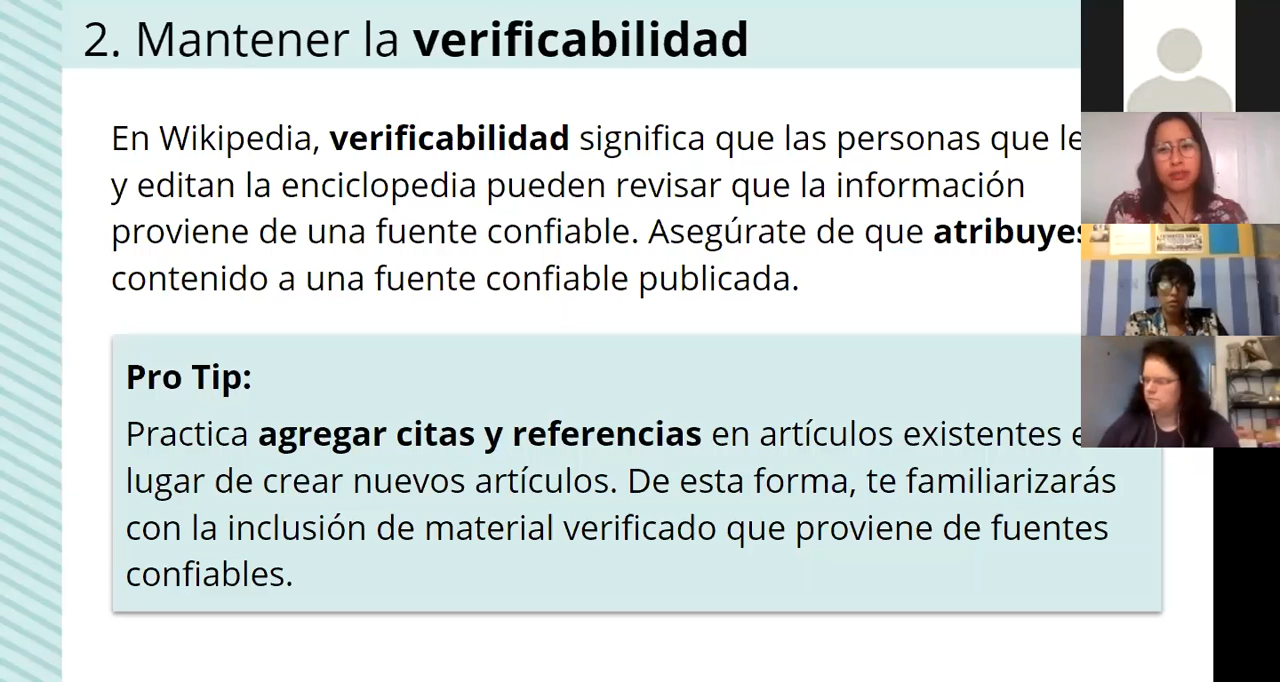 2. Mantener la verificabilidad
En Wikipedia, verificabilidad significa que las personas que
y editan la enciclopedia pueden revisar que la información
proviene de una fuente confiable. Asegúrate de que atribuyes
contenido a una fuente confiable publicada.
Pro Tip:
Practica agregar citas y referencias en artículos existentes
lugar de crear nuevos artículos. De esta forma, te familiarizarás
con la inclusión de material verificado que proviene de fuentes
confiables.